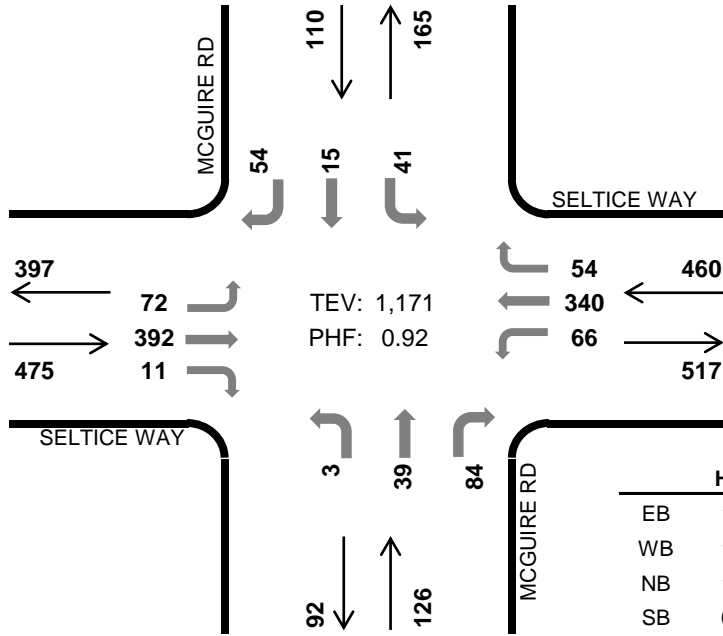 110
165
MCGUIRE RD
54
15
41
SELTICE WAY
397
72
TEV: 1,171
54
460
392
PHF: 0.92
340
475
11
66
517
SELTICE WAY
3
39
84
MCGUIRE RD
92
126
EB
WB
NB
SB